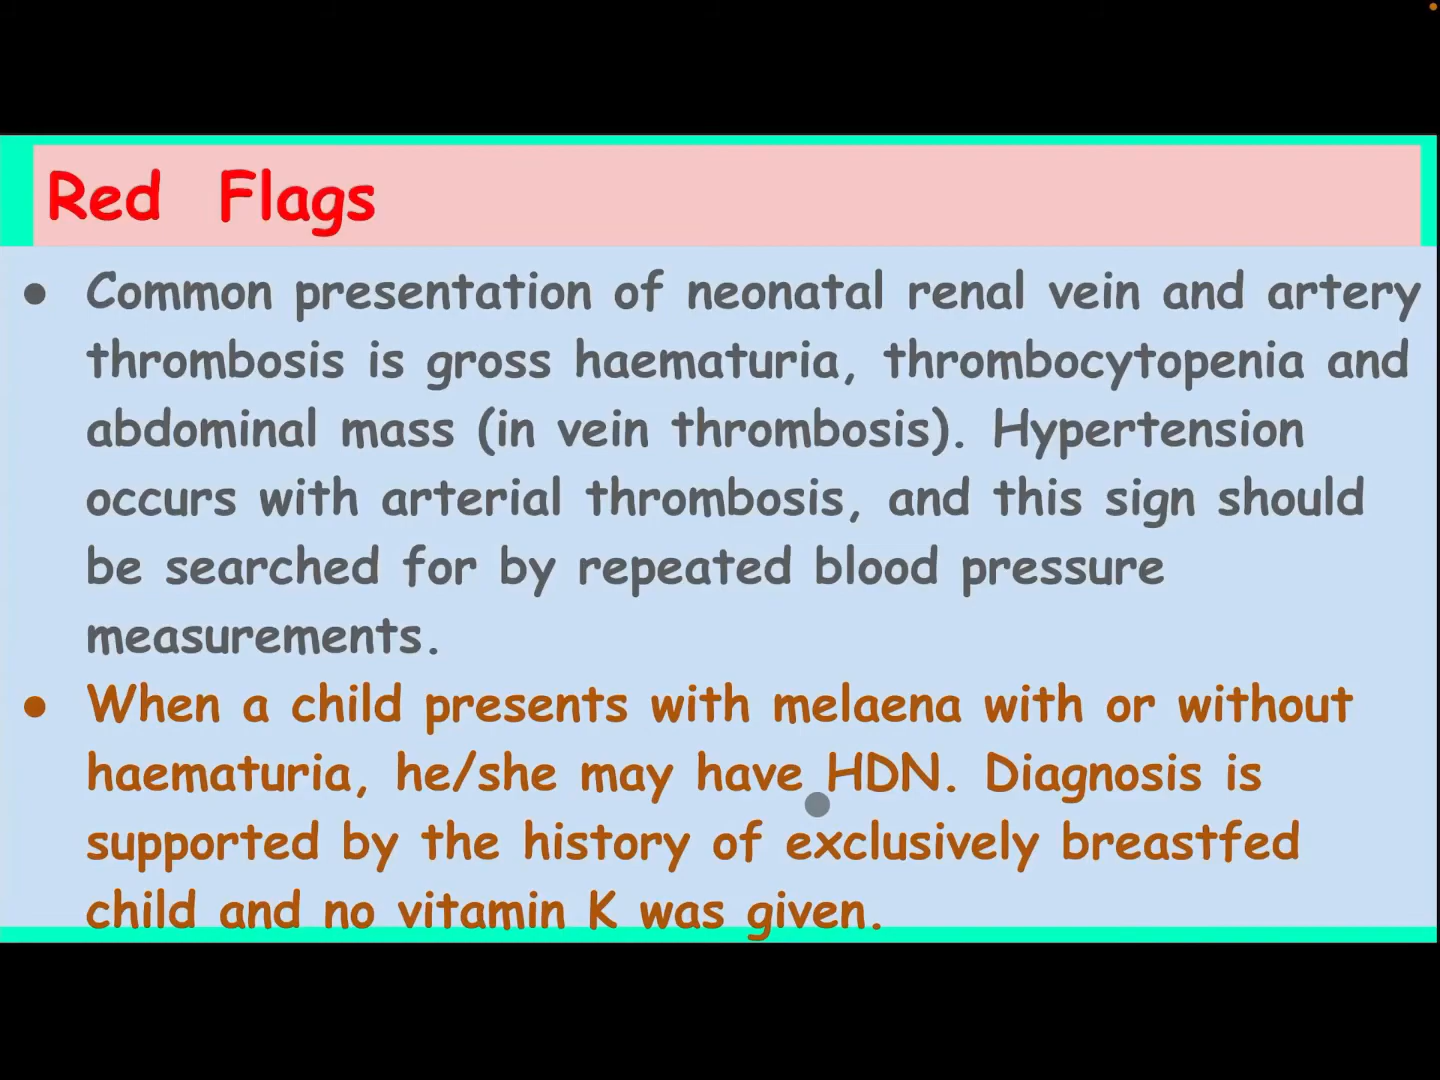 Red Flags
● Common presentation of neonatal renal vein and artery
thrombosis is gross haematuria, thrombocytopenia and
abdominal mass (in vein thrombosis). Hypertension
occurs with arterial thrombosis, and this sign should
be searched for by repeated blood pressure
measurements.
● When a child presents with melaena with or without
haematuria, he/she may have HDN. Diagnosis is
supported by the history of exclusively breastfed
child and no vitamin K was given.